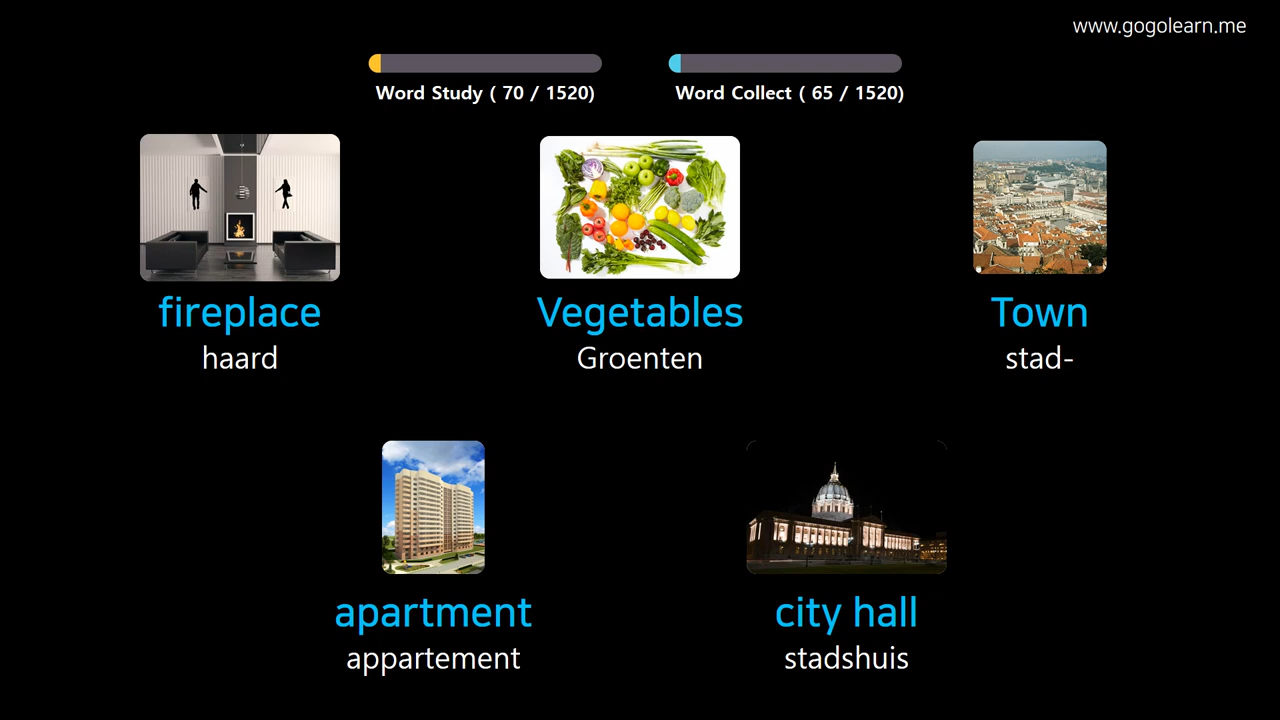 www.gogolearn.me
Word Study ( 70 / 1520)
Word Collect ( 65 / 1520)
fireplace
haard
Vegetables
Groenten
Town
stad-
apartment
appartement
city hall
stadshuis